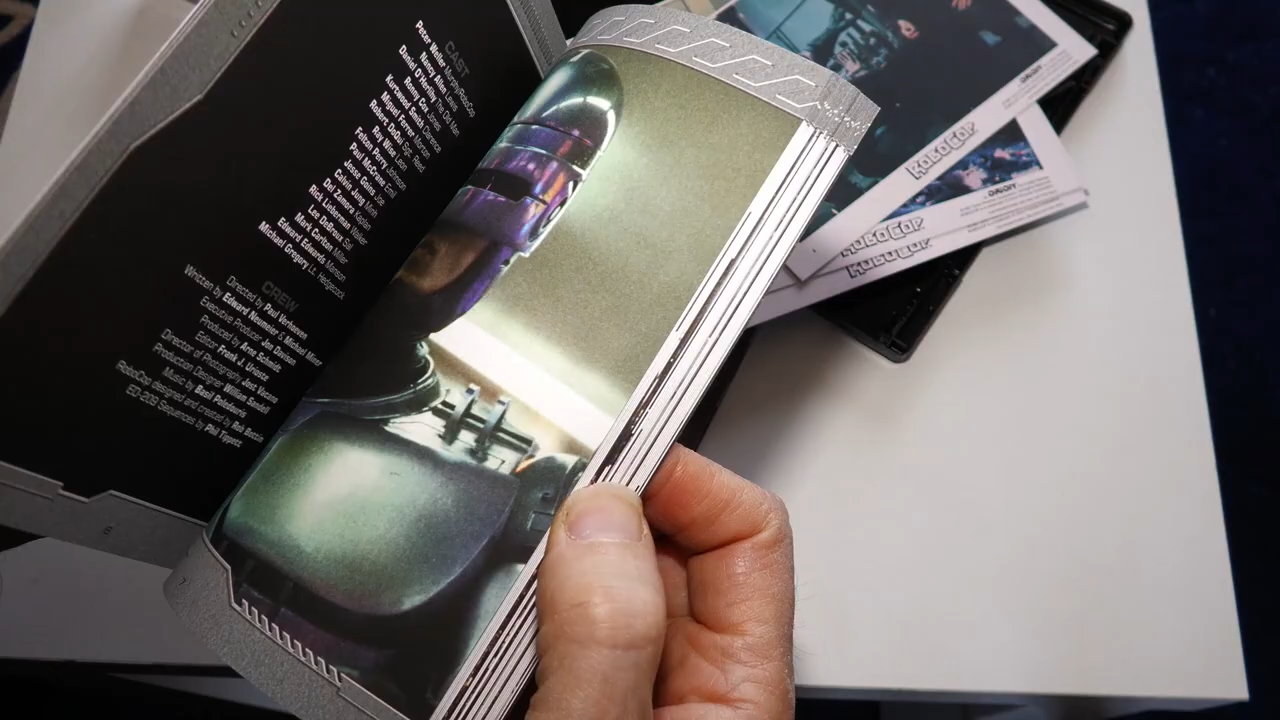 CAST
Peter Weller Murphy/RoboCop
Nancy Allen Lewis
Daniel O'Herlihy The Old Man
Ronny Cox Jones
Kurtwood Smith Clarence
Miguel Ferrer Morton
Robert DoQui Sgt. Reed
Ray Wise Leon
Felton Perry Johnson
Paul McCrane Emil
Jesse Goins Joe
Calvin Jung Minh
Del Zamora Kaplan
Rick Lieberman Walker
Lee DeBroux Sal
Mark Carlton Miller
Edward Edwards Manson
Michael Gregory Lt. Hedgecock
CREW
Directed by Paul Verhoeven
Written by Edward Neumeier & Michael Miner
Executive Producer Jon Davison
Produced by Arne Schmidt
Editor Frank J. Urioste
Director of Photography Jost Vacano
Production Designer William Sandell
Music by Basil Poledouris
RoboCop designed and created by Rob Bottin
ED-209 Sequences by Phil Tippett
6
7
ORION
ROBOCOP
ORION
ROBOCOP
ROBOCOP